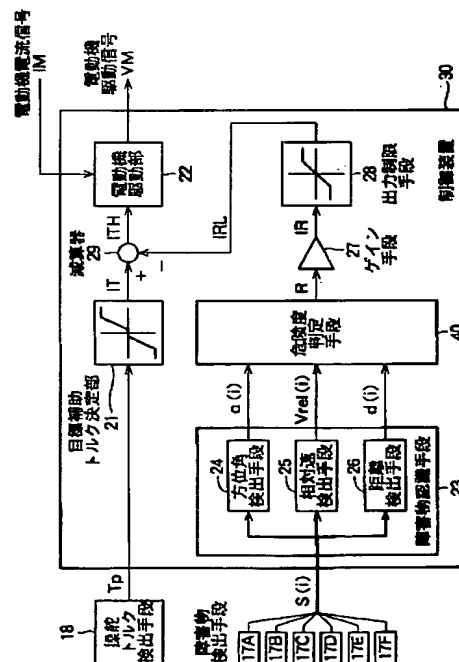 電動機電流信号
IM
電動機
駆動信号
VM
電動機
駆動部
22
減算器
29
ITH
+
−
IT
目標補助
トルク決定部
21
Tp
18
操舵
トルク
検出手段
IRL
28
出力制限
手段
IR
27
ゲイン
手段
R
危険度
判定
手段
40
制御装置
30
α(i)
Vrel(i)
d(i)
24
方位角
検出手段
25
相対速
検出手段
26
距離
検出手段
障害物認識手段
23
S(i)
障害物
検出手段
17A
17B
17C
17D
17E
17F